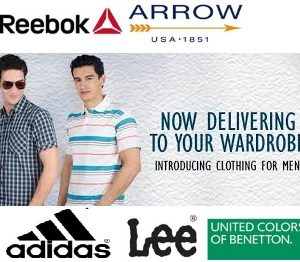 Reebok
ARROW
USA·1851
NOW DELIVERING
TO YOUR WARDROBE
INTRODUCING CLOTHING FOR MEN
adidas
Lee®
UNITED COLORS
OF BENETTON.